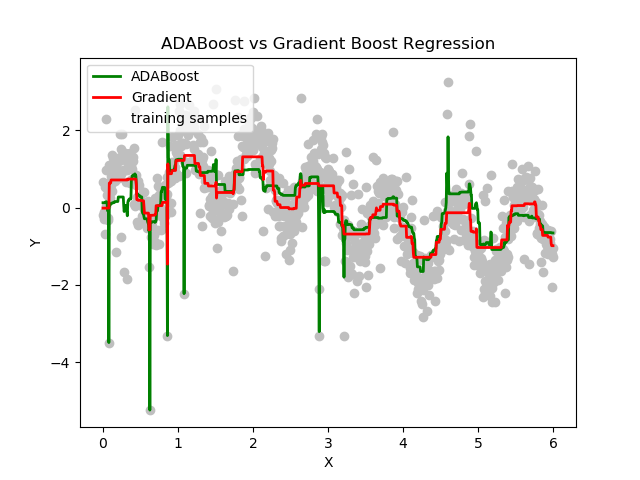 ADABoost vs Gradient Boost Regression
ADABoost
Gradient
training samples
2
0
−2
−4
Y
0 1 2 3 4 5 6
X